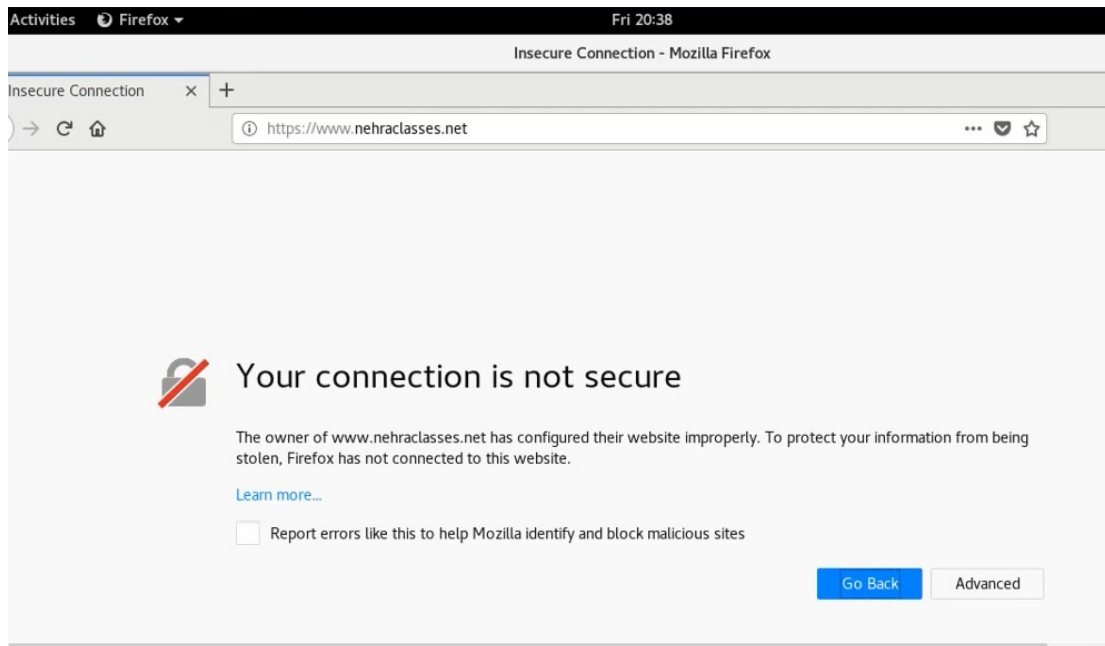 Activities Firefox Fri 20:38
Insecure Connection - Mozilla Firefox
Insecure Connection
https://www.nehraclasses.net
Your connection is not secure
The owner of www.nehraclasses.net has configured their website improperly. To protect your information from being
stolen, Firefox has not connected to this website.
Learn more...
Report errors like this to help Mozilla identify and block malicious sites
Go Back Advanced